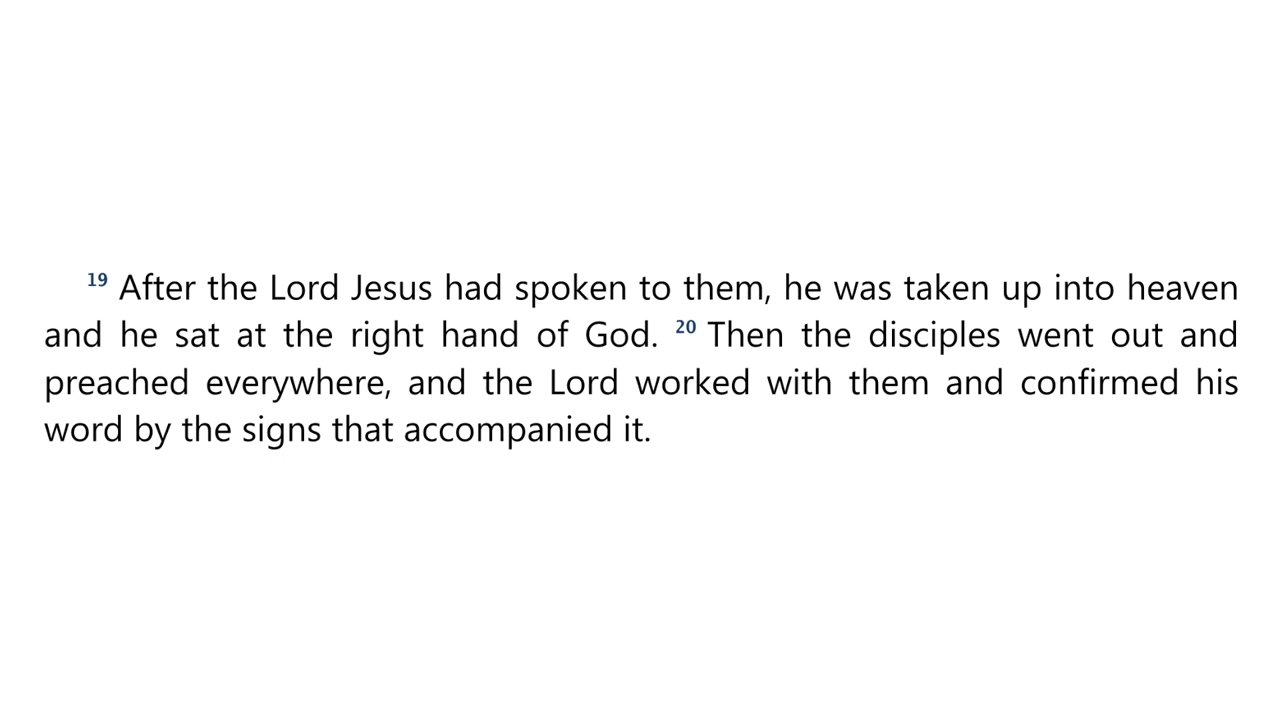 19 After the Lord Jesus had spoken to them, he was taken up into heaven
and he sat at the right hand of God. 20 Then the disciples went out and
preached everywhere, and the Lord worked with them and confirmed his
word by the signs that accompanied it.